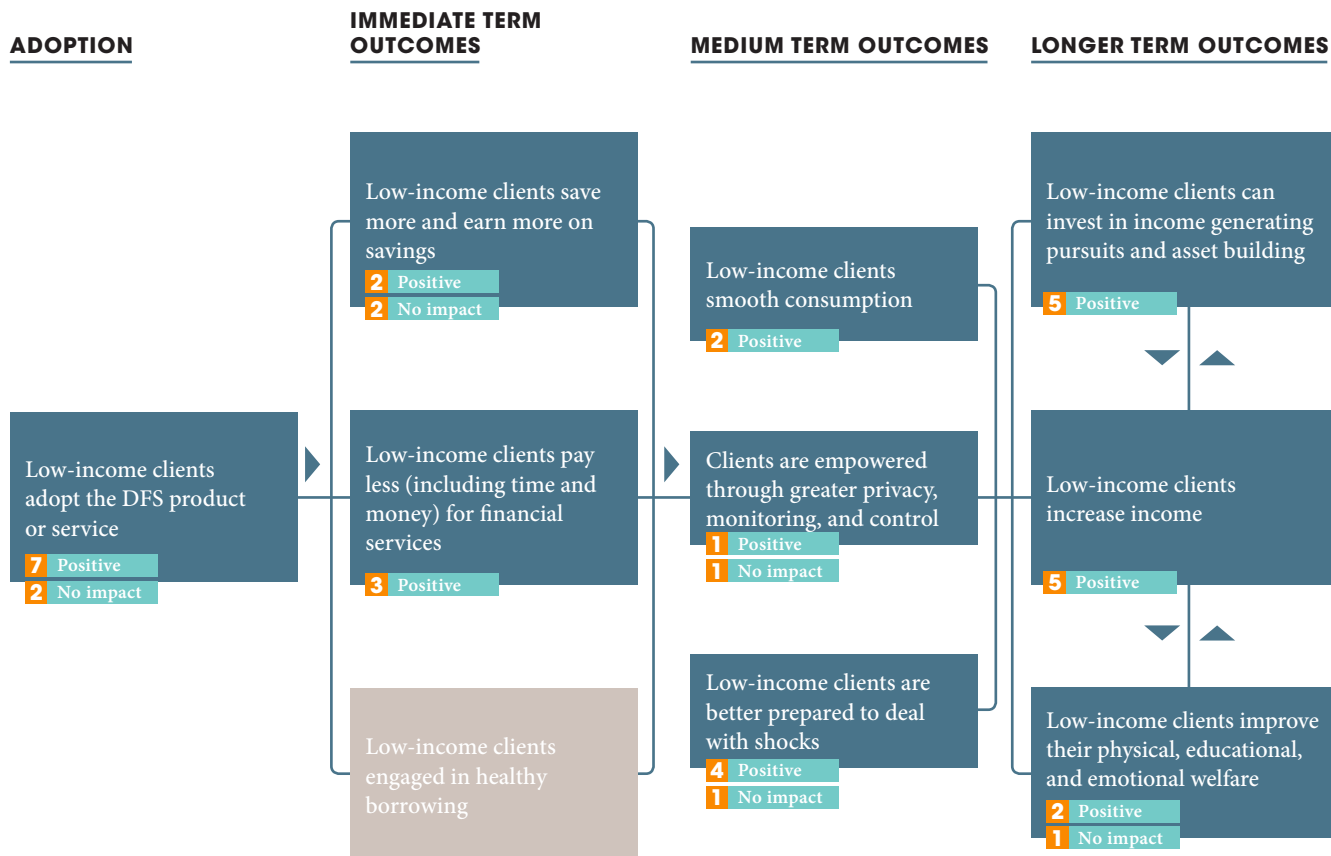 ADOPTION
IMMEDIATE TERM
OUTCOMES
MEDIUM TERM OUTCOMES
LONGER TERM OUTCOMES
Low-income clients
adopt the DFS product
or service
7 Positive
2 No impact
Low-income clients save
more and earn more on
savings
2 Positive
2 No impact
Low-income clients pay
less (including time and
money) for financial
services
3 Positive
Low-income clients
engaged in healthy
borrowing
Low-income clients
smooth consumption
2 Positive
Clients are empowered
through greater privacy,
monitoring, and control
1 Positive
1 No impact
Low-income clients are
better prepared to deal
with shocks
4 Positive
1 No impact
Low-income clients can
invest in income generating
pursuits and asset building
5 Positive
Low-income clients
increase income
5 Positive
Low-income clients improve
their physical, educational,
and emotional welfare
2 Positive
1 No impact